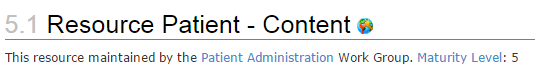 5.1 Resource Patient - Content
This resource maintained by the Patient Administration Work Group. Maturity Level: 5